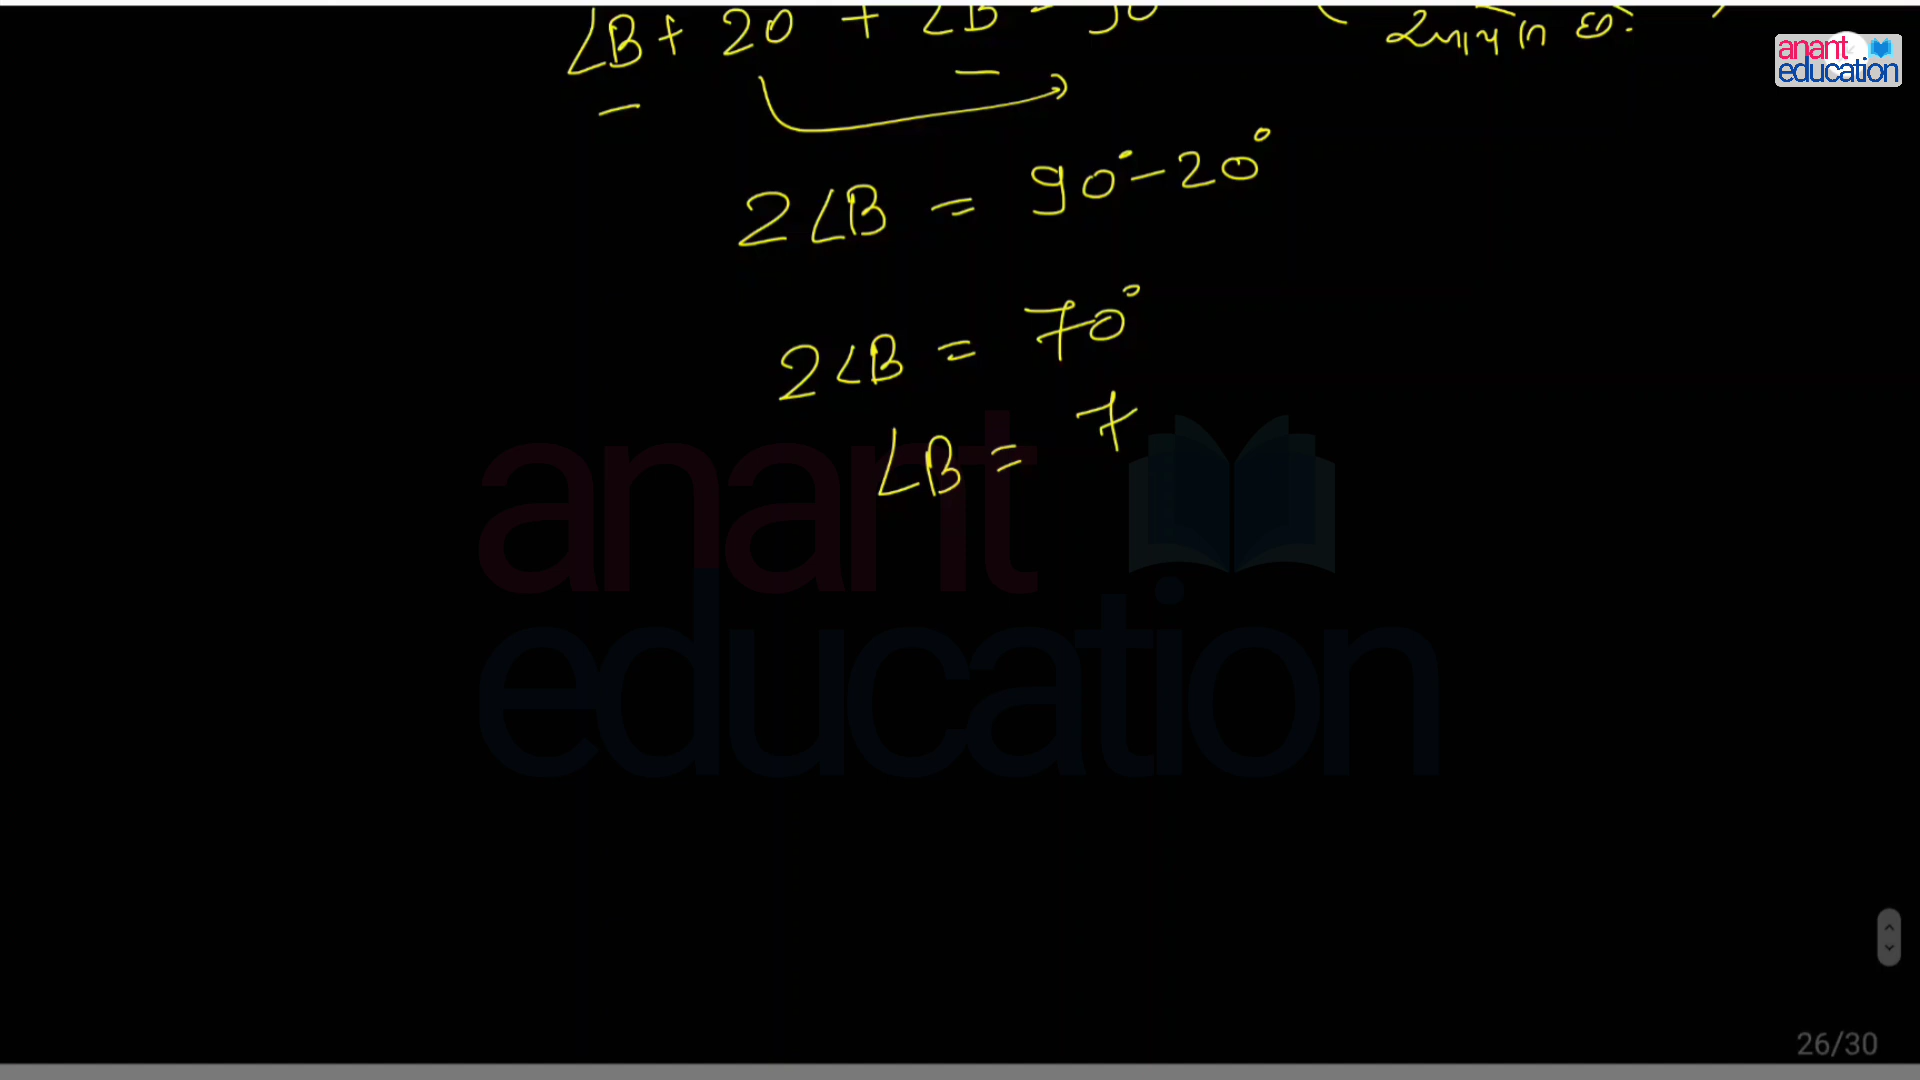 ∠B + 20 + ∠B = 90
anant
education
2∠B = 90° - 20°
2∠B = 70°
∠B = 7
anant
education
26/30